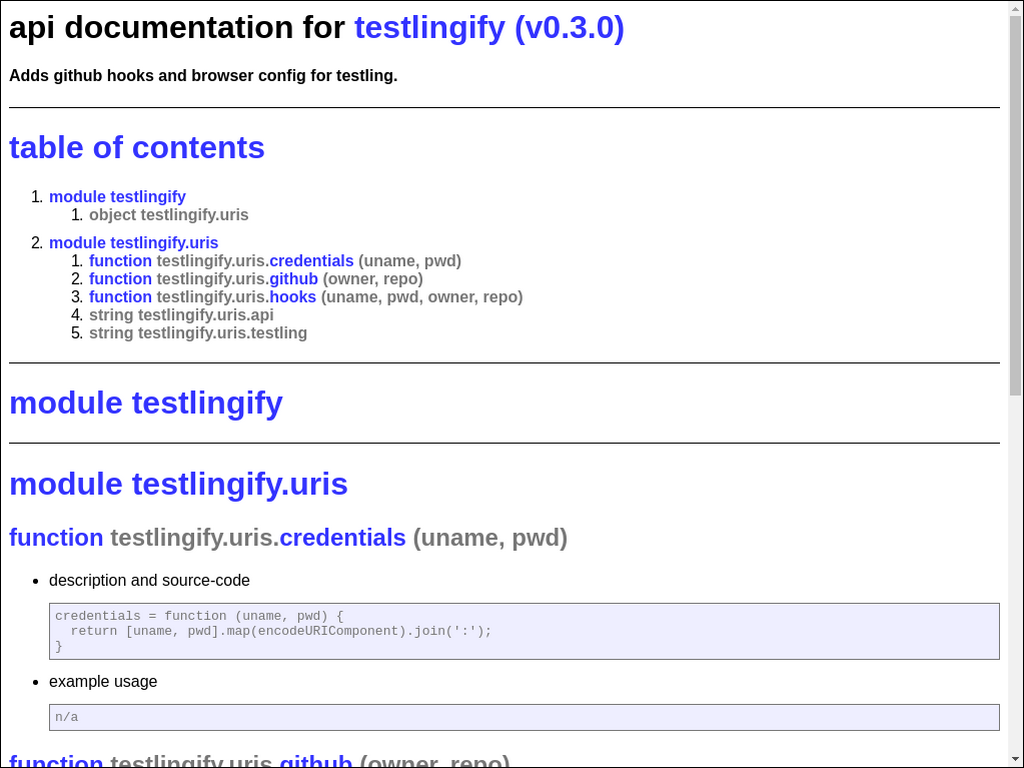 api documentation for testlingify (v0.3.0)
Adds github hooks and browser config for testling.
table of contents
1. module testlingify
1. object testlingify.uris
2. module testlingify.uris
1. function testlingify.uris.credentials (uname, pwd)
2. function testlingify.uris.github (owner, repo)
3. function testlingify.uris.hooks (uname, pwd, owner, repo)
4. string testlingify.uris.api
5. string testlingify.uris.testling
module testlingify
module testlingify.uris
function testlingify.uris.credentials (uname, pwd)
• description and source-code
credentials = function (uname, pwd) {
  return [uname, pwd].map(encodeURIComponent).join(':');
}
• example usage
n/a
function testlingify.uris.github (owner, repo)